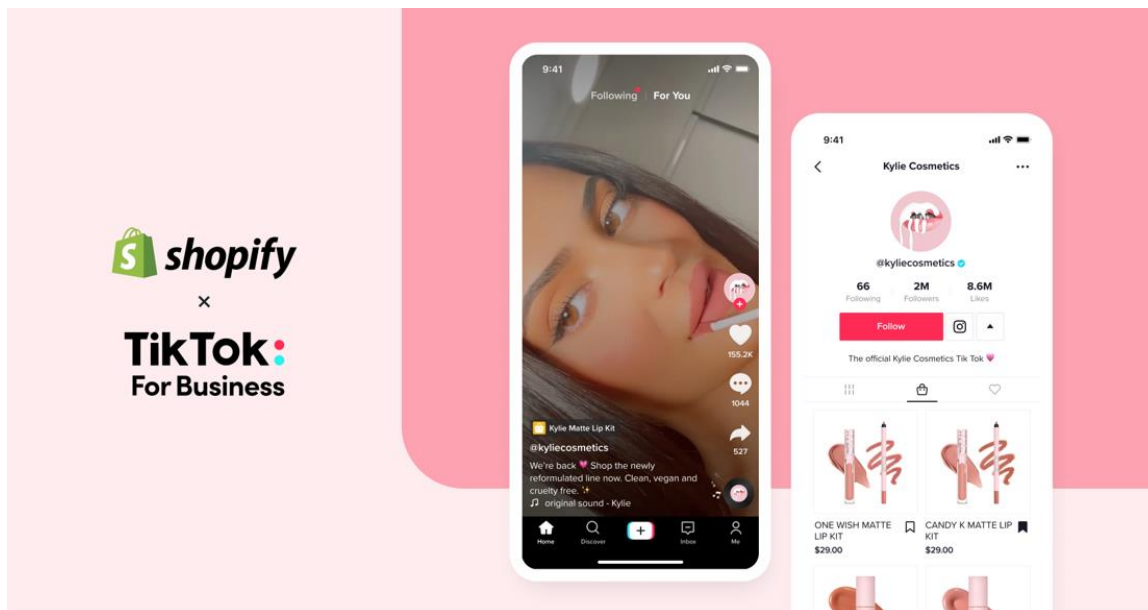 shopify
×
TikTok:
For Business
9:41
Following
For You
155.2K
1044
527
Kylie Matte Lip Kit
@kyliecosmetics
We're back 💗 Shop the newly
reformulated line now. Clean, vegan and
cruelty free. ✨
original sound - Kylie
Home
Discover
Inbox
Me
9:41
Kylie Cosmetics
@kyliecosmetics
66
Following
2M
Followers
8.6M
Likes
Follow
The official Kylie Cosmetics Tik Tok 💗
ONE WISH MATTE
LIP KIT
$29.00
CANDY K MATTE LIP
KIT
$29.00